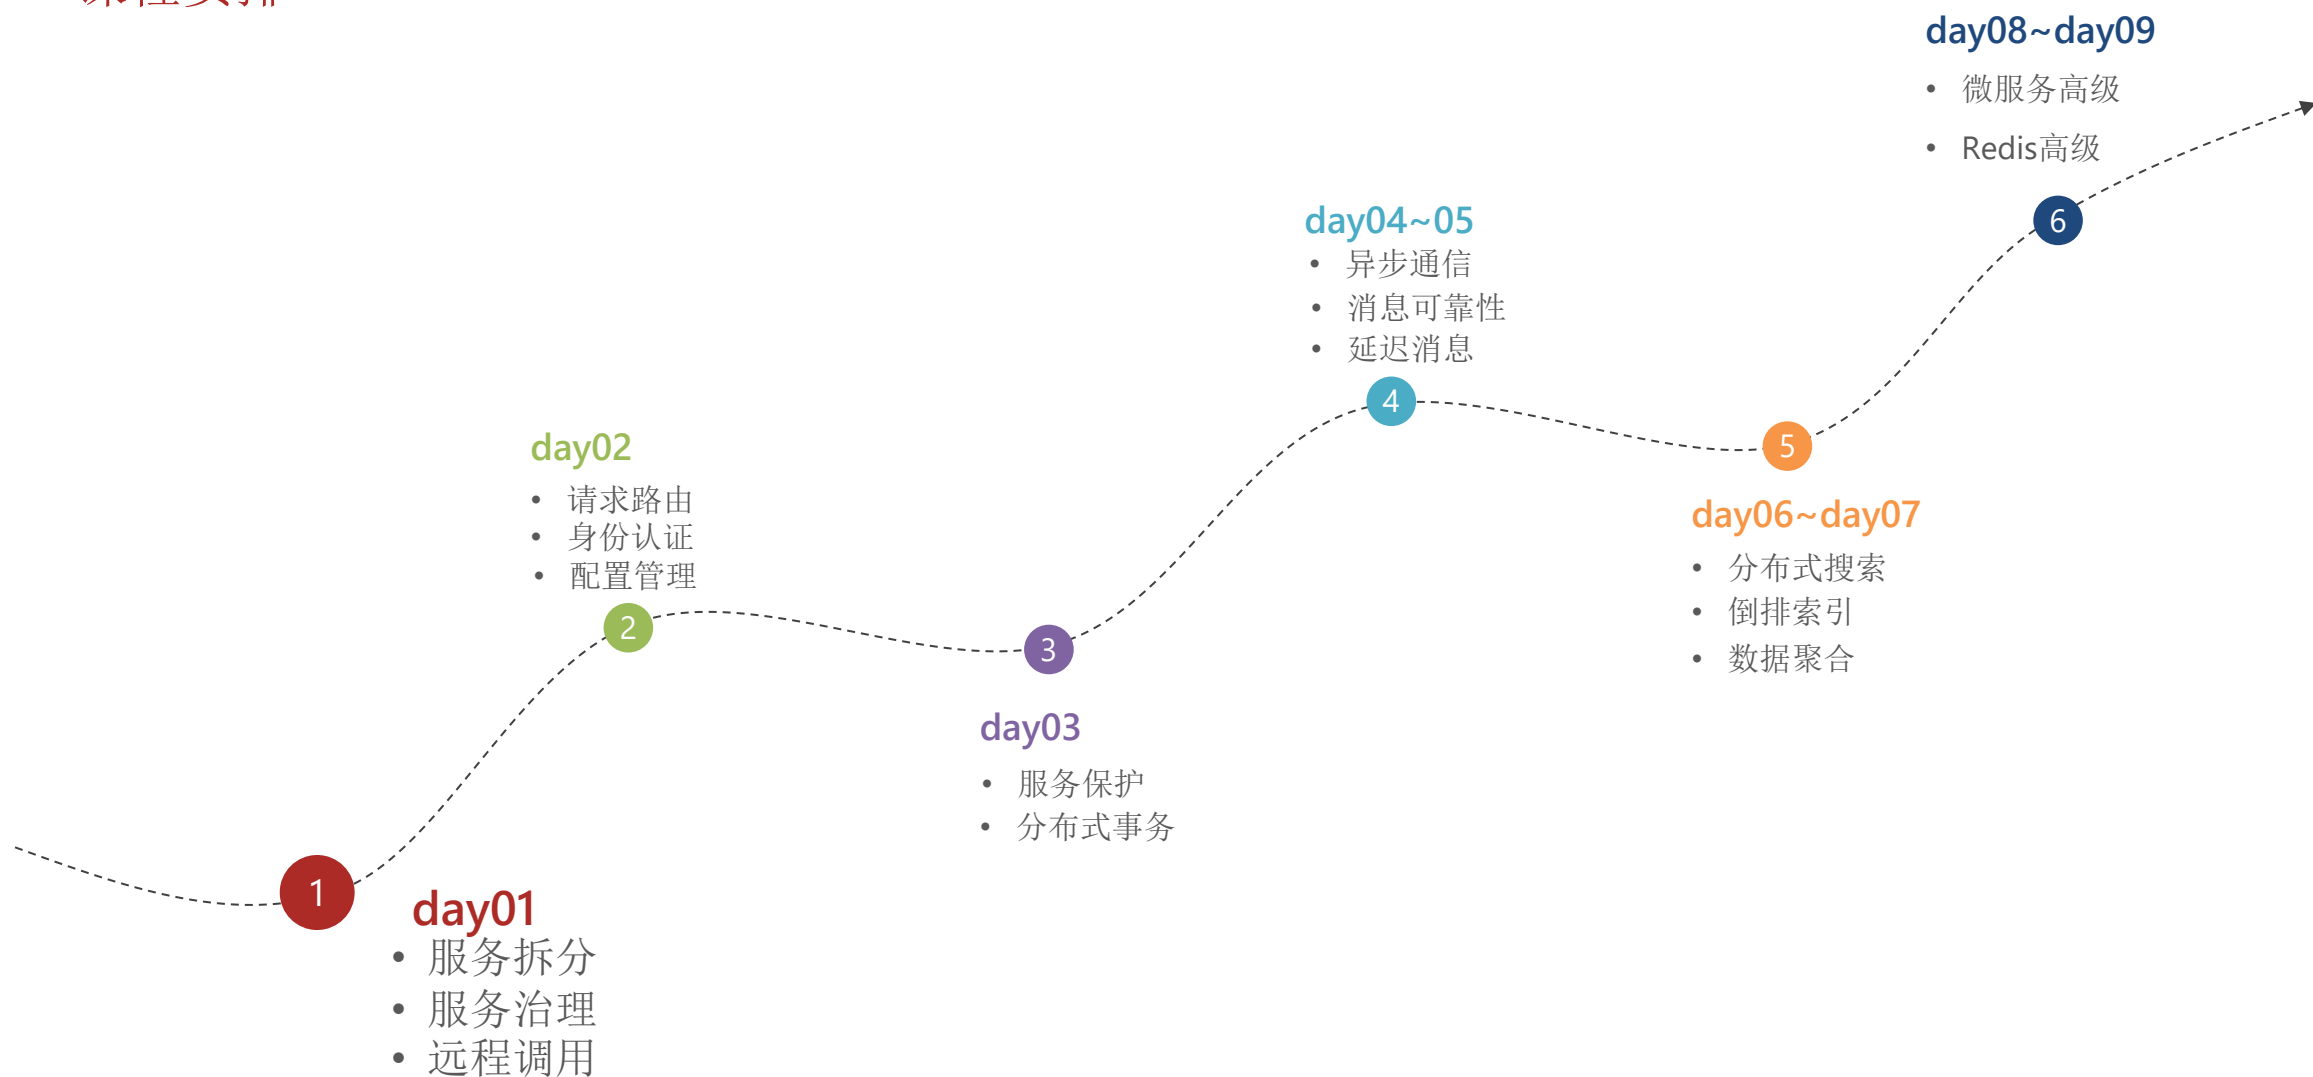 day08~day09
• 微服务高级
• Redis高级
6
day04~05
• 异步通信
• 消息可靠性
• 延迟消息
4
5
day06~day07
• 分布式搜索
• 倒排索引
• 数据聚合
day02
• 请求路由
• 身份认证
• 配置管理
2
3
day03
• 服务保护
• 分布式事务
1
day01
• 服务拆分
• 服务治理
• 远程调用